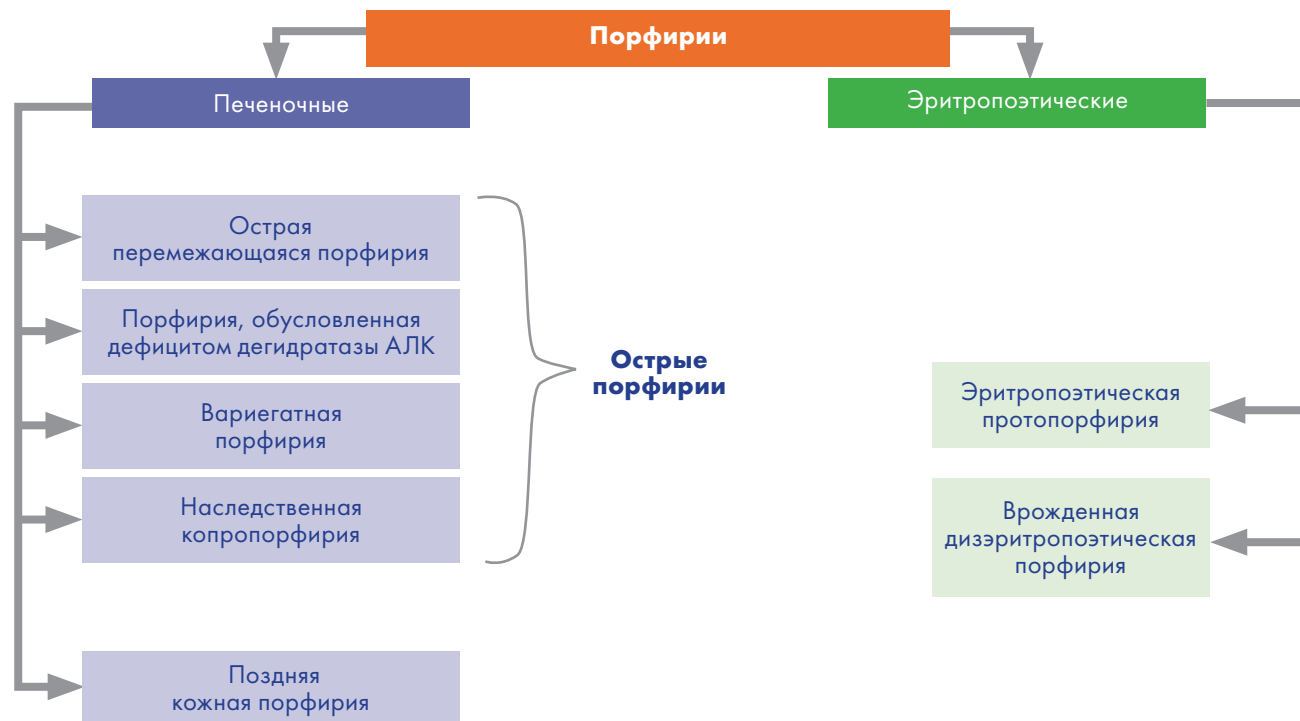 Порфирии
Печеночные
Эритропоэтические
Острая
перемежающаяся порфирия
Порфирия, обусловленная
дефицитом дегидратазы АЛК
Вариегатная
порфирия
Наследственная
копропорфирия
Острые
порфирии
Поздняя
кожная порфирия
Эритропоэтическая
протопорфирия
Врожденная
дизэритропоэтическая
порфирия